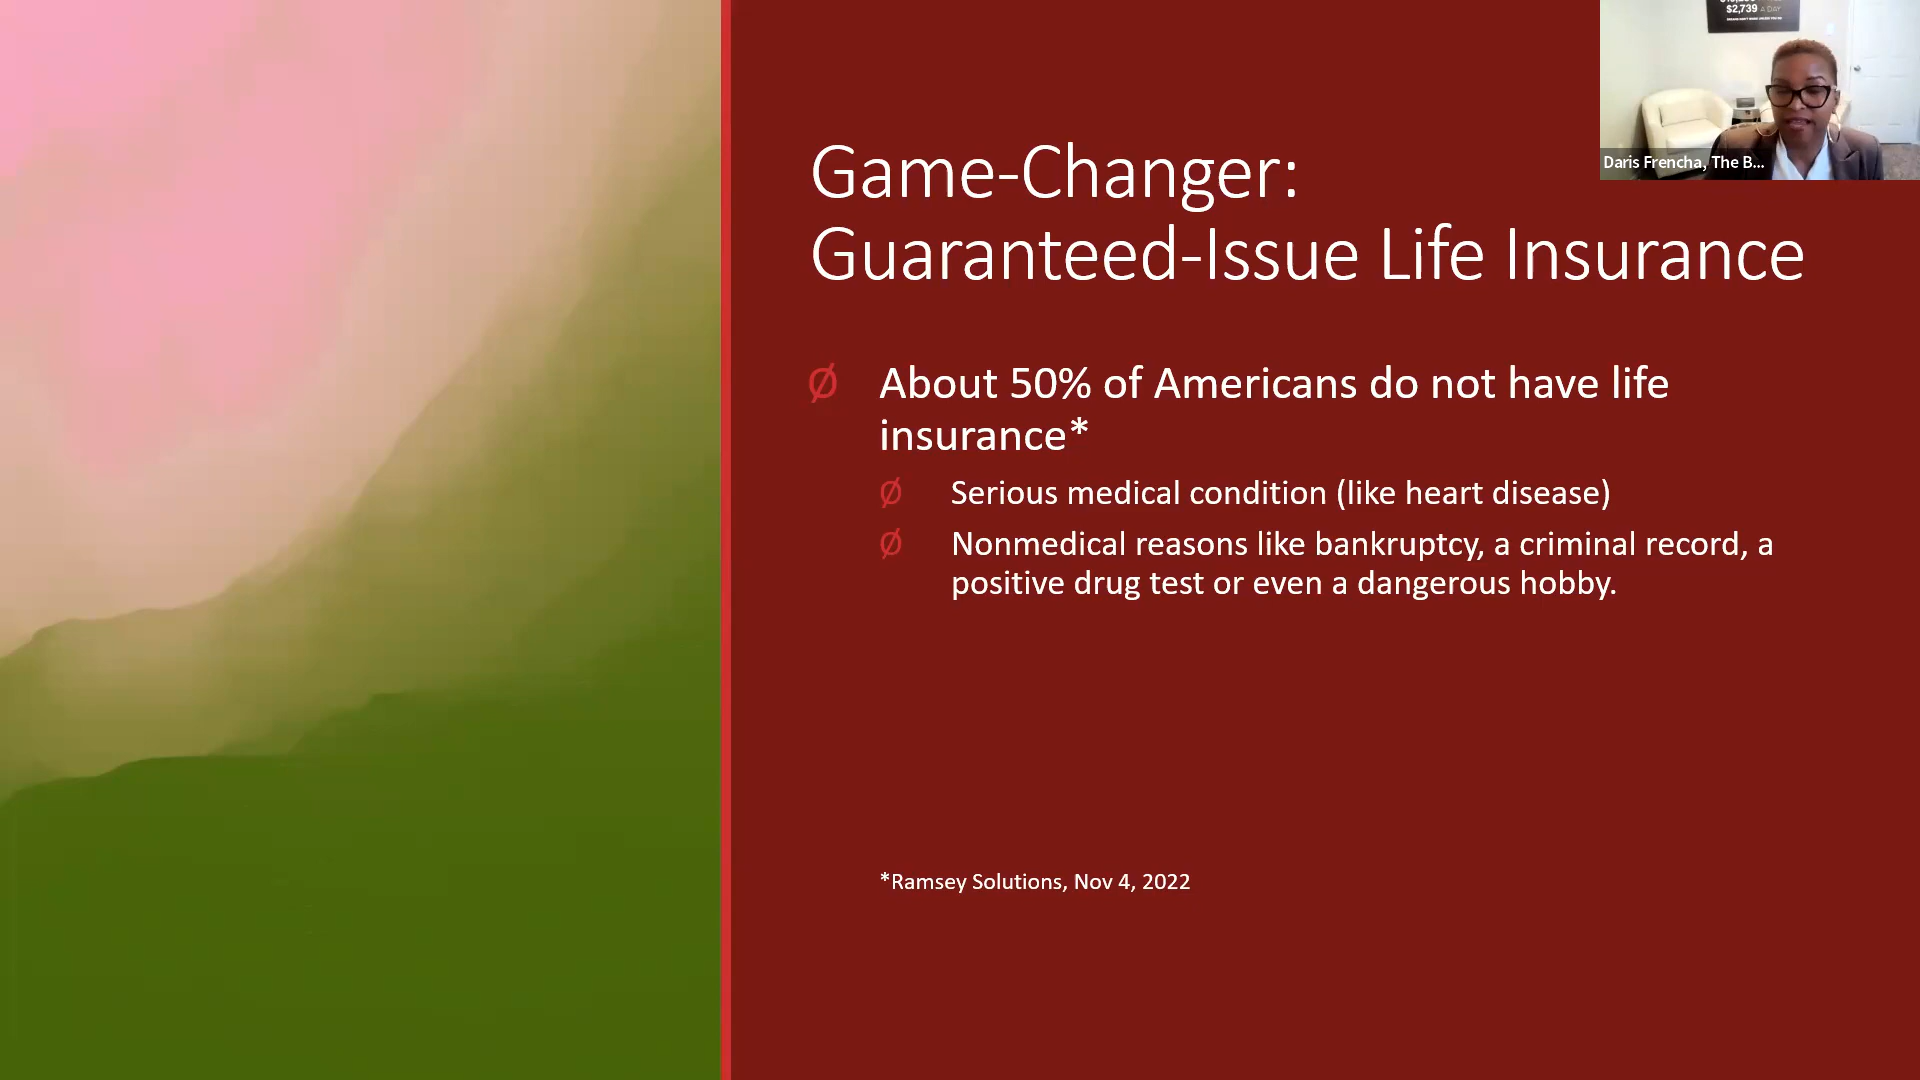 $2,739 A DAY
Daris Frencha, The B...
Game-Changer:
Guaranteed-Issue Life Insurance
Ø About 50% of Americans do not have life
insurance*
Ø Serious medical condition (like heart disease)
Ø Nonmedical reasons like bankruptcy, a criminal record, a
positive drug test or even a dangerous hobby.
*Ramsey Solutions, Nov 4, 2022